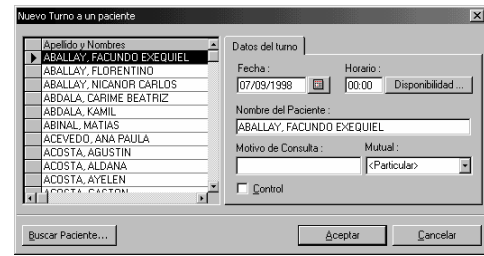 Nuevo Turno a un paciente
Apellido y Nombres
ABALLAY, FACUNDO EXEQUIEL
ABALLAY, FLORENTINO
ABALLAY, NICANOR CARLOS
ABDALA, CARIME BEATRIZ
ABDALA, KAMIL
ABINAL, MATIAS
ACEVEDO, ANA PAULA
ACOSTA, AGUSTIN
ACOSTA, ALDANA
ACOSTA, AYELEN
ACOSTA, GASTON
Datos del turno
Fecha : Horario :
07/09/1998 00:00 Disponibilidad ...
Nombre del Paciente :
ABALLAY, FACUNDO EXEQUIEL
Motivo de Consulta : Mutual :
<Particular>
Control
Buscar Paciente... Aceptar Cancelar